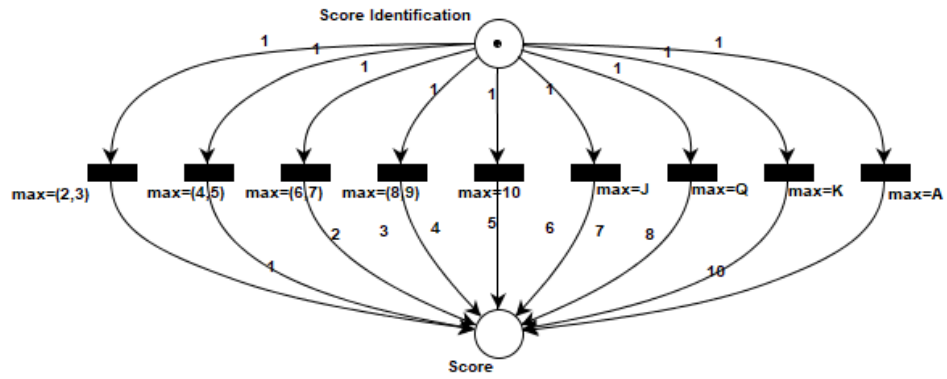 Score Identification
1 1 1 1 1 1 1 1 1
max=(2,3) max=(4,5) max=(6,7) max=(8,9) max=10 max=J max=Q max=K max=A
1 2 3 4 5 6 7 8 10
Score